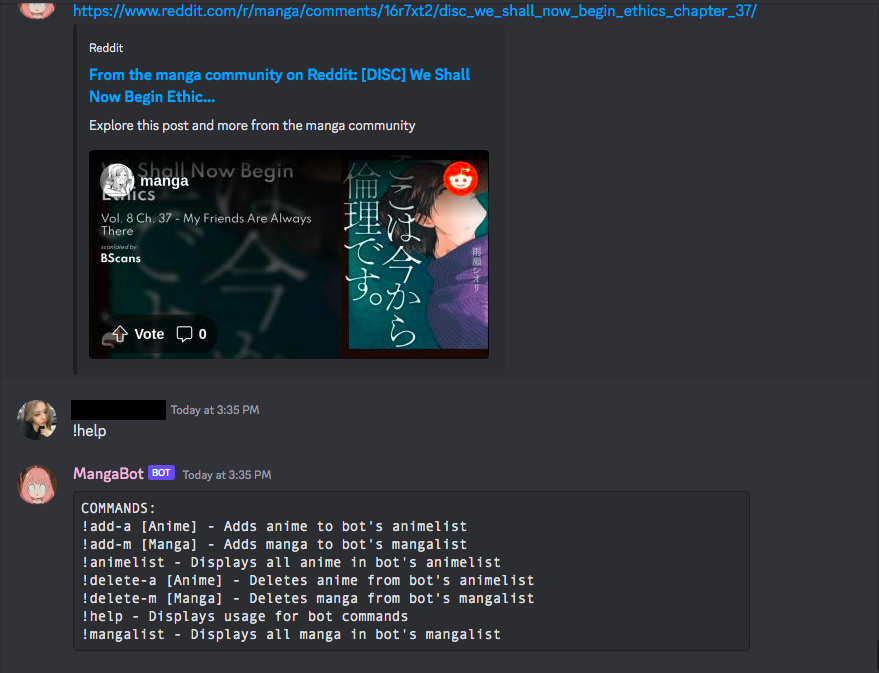 https://www.reddit.com/r/manga/comments/16r7xt2/disc_we_shall_now_begin_ethics_chapter_37/
Reddit
From the manga community on Reddit: [DISC] We Shall
Now Begin Ethic...
Explore this post and more from the manga community
We Shall Now Begin
manga
Ethics
Vol. 8 Ch. 37 - My Friends Are Always
There
scanlated by
BScans
ここは今から
倫理です。
雨瀬シオリ
Vote 0
Today at 3:35 PM
!help
MangaBot BOT Today at 3:35 PM
COMMANDS:
!add-a [Anime] - Adds anime to bot's animelist
!add-m [Manga] - Adds manga to bot's mangalist
!animelist - Displays all anime in bot's animelist
!delete-a [Anime] - Deletes anime from bot's animelist
!delete-m [Manga] - Deletes manga from bot's mangalist
!help - Displays usage for bot commands
!mangalist - Displays all manga in bot's mangalist